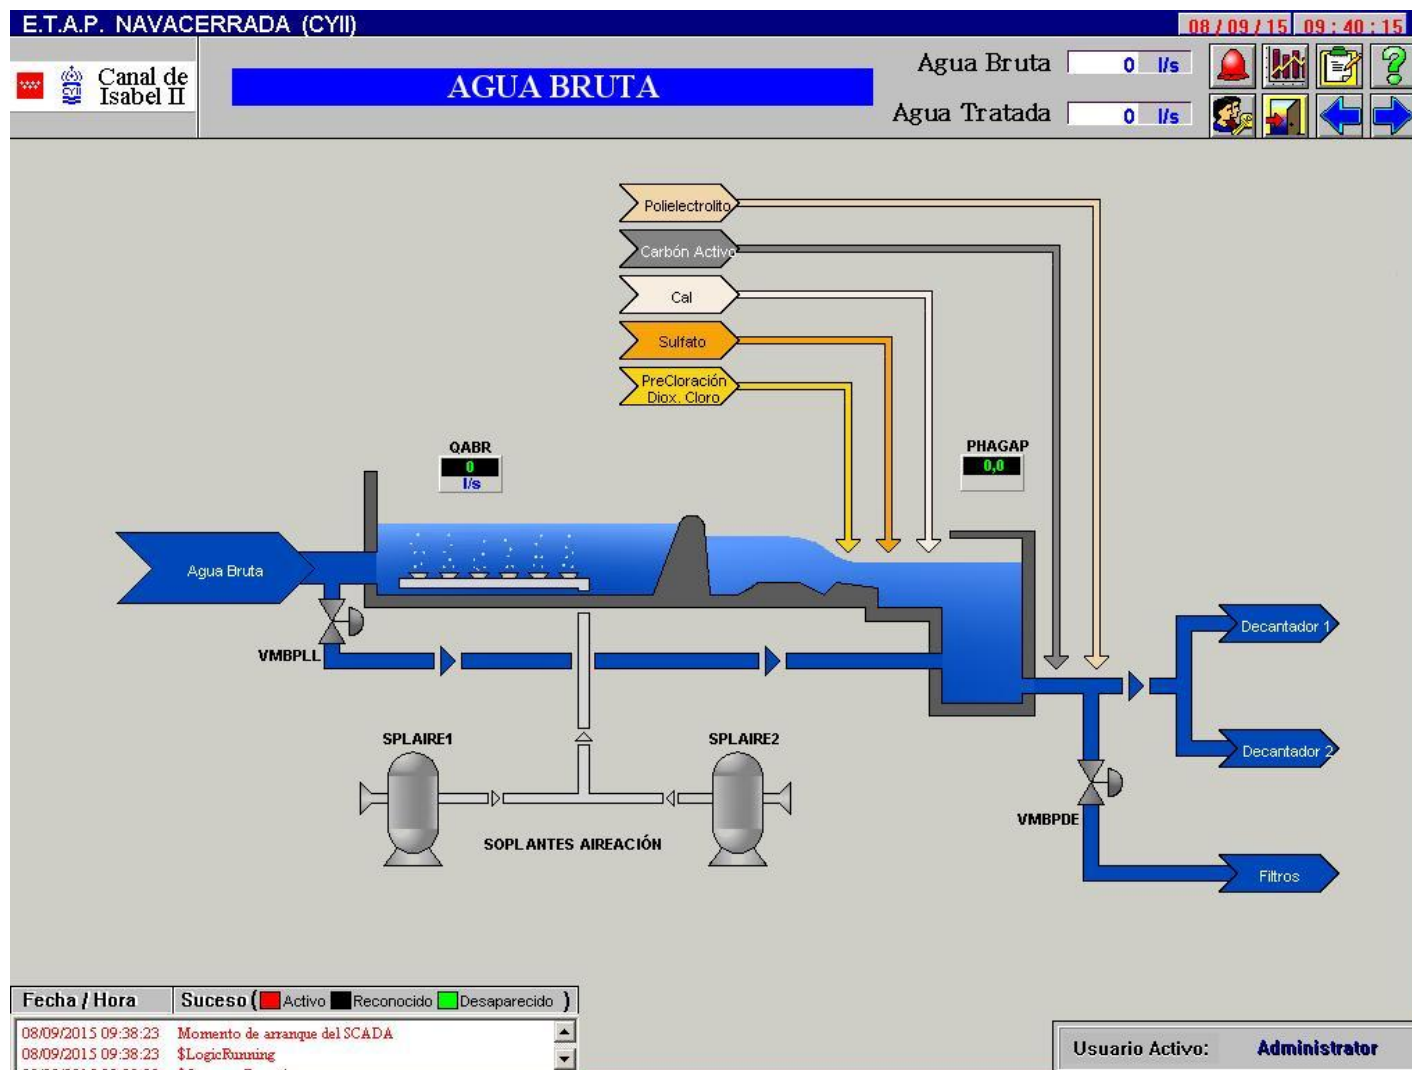 E.T.A.P. NAVACERRADA (CYII)
08/09/15 09:40:15
Canal de
Isabel II
AGUA BRUTA
Agua Bruta 0 l/s
Agua Tratada 0 l/s
Polielectrolito
Carbón Activo
Cal
Sulfato
PreCloración
Diox. Cloro
QABR
0
l/s
PHAGAP
0,0
Agua Bruta
VMBPLL
Decantador 1
SPLAIRE1
SPLAIRE2
Decantador 2
VMBPDE
SOPLANTES AIREACIÓN
Filtros
Fecha / Hora Suceso ( Activo Reconocido Desaparecido )
08/09/2015 09:38:23 Momento de arranque del SCADA
08/09/2015 09:38:23 $LogicRunning
Usuario Activo: Administrator